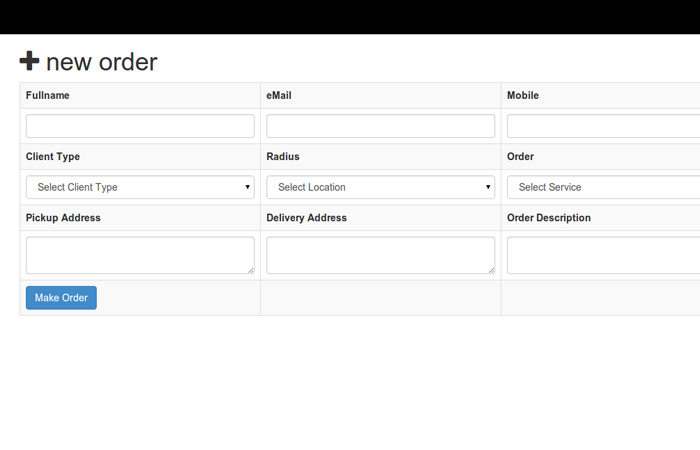 new order
Fullname eMail Mobile
Client Type Radius Order
Select Client Type Select Location Select Service
Pickup Address Delivery Address Order Description
Make Order